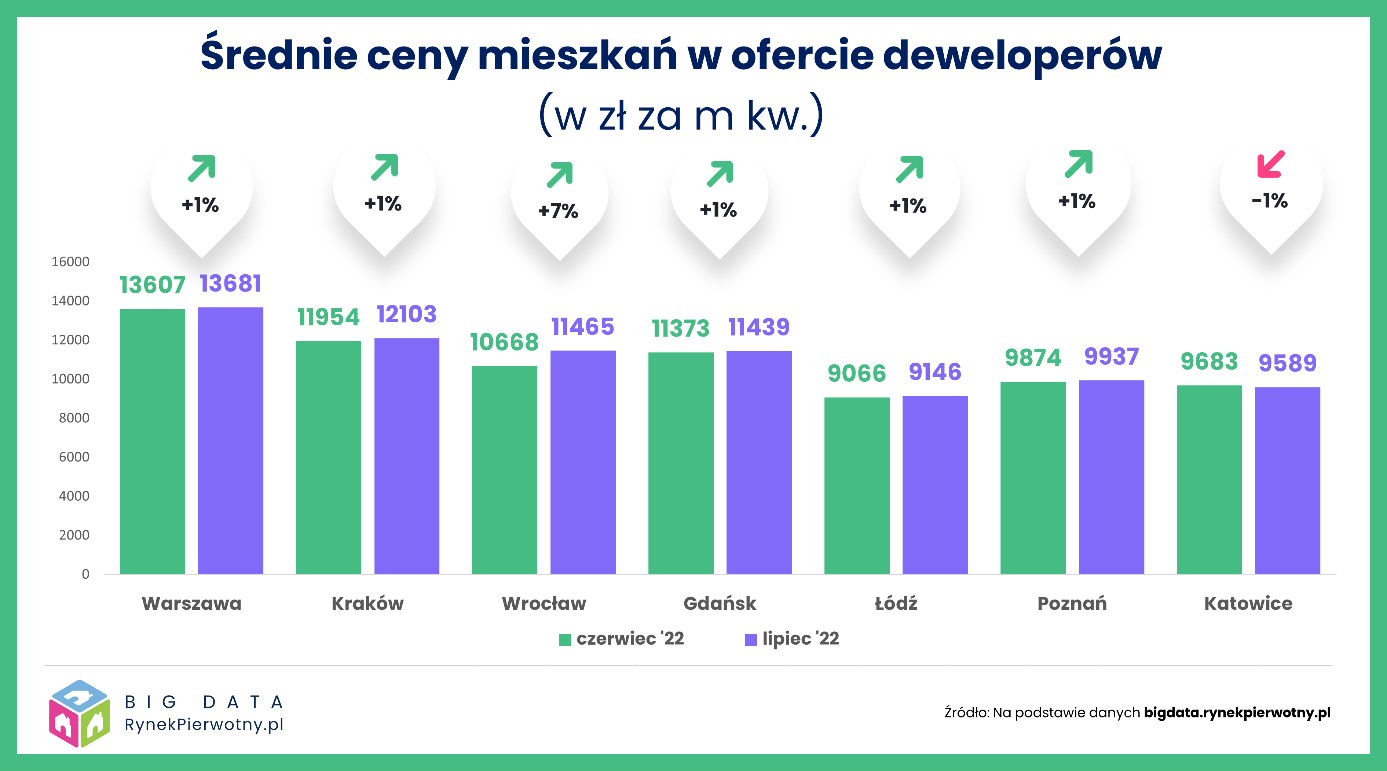 Średnie ceny mieszkań w ofercie deweloperów
(w zł za m kw.)
+1%
+1%
+7%
+1%
+1%
+1%
-1%
16000
14000
12000
10000
8000
6000
4000
2000
0
13607 13681
11954 12103
10668 11465
11373 11439
9066 9146
9874 9937
9683 9589
Warszawa
Kraków
Wrocław
Gdańsk
Łódź
Poznań
Katowice
czerwiec '22
lipiec '22
BIG DATA
RynekPierwotny.pl
Źródło: Na podstawie danych bigdata.rynekpierwotny.pl